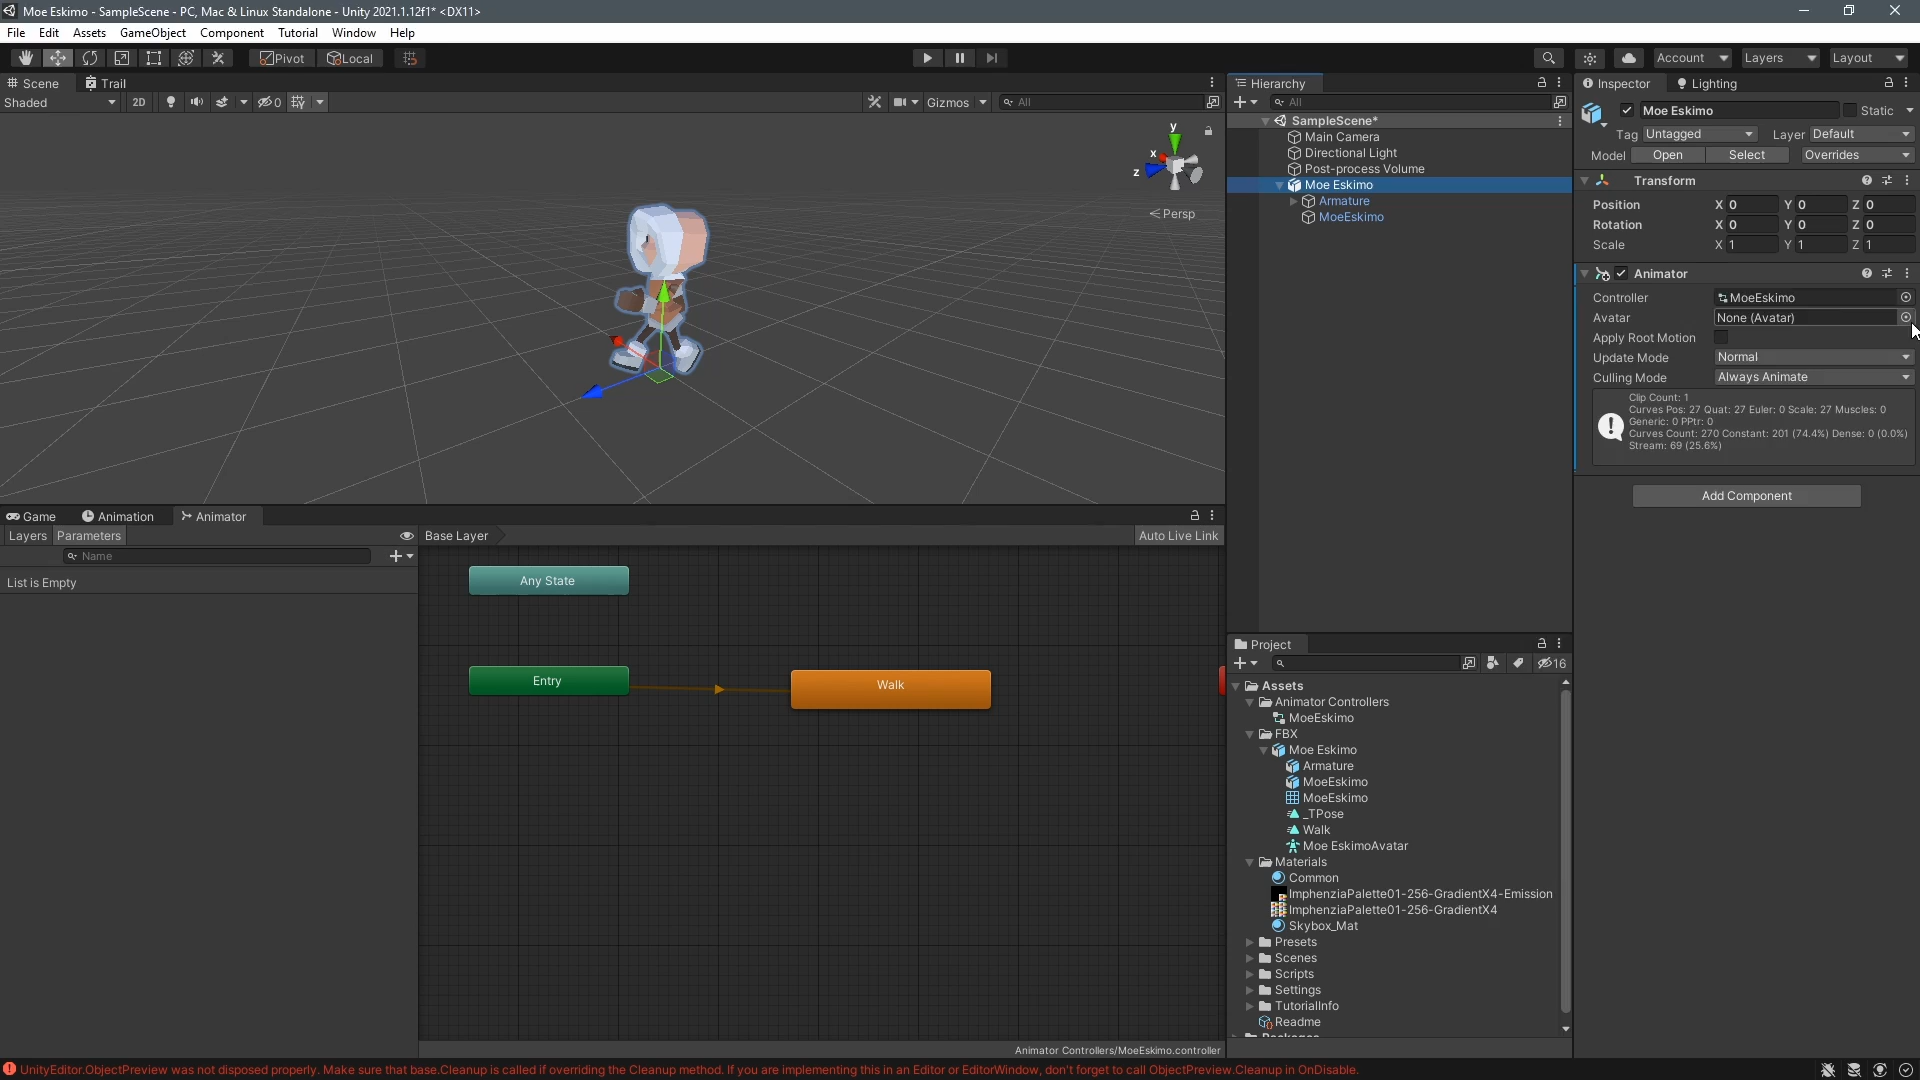 Moe Eskimo - SampleScene - PC, Mac & Linux Standalone - Unity 2021.1.12f1* <DX11>
File Edit Assets GameObject Component Tutorial Window Help
Pivot Local Account Layers Layout
Scene Trail
Shaded 2D 0 Gizmos All
y
x
z
Persp
Game Animation Animator
Layers Parameters Base Layer Auto Live Link
Name
List is Empty
Any State
Entry
Walk
Animator Controllers/MoeEskimo.controller
Hierarchy
All
SampleScene*
Main Camera
Directional Light
Post-process Volume
Moe Eskimo
Armature
MoeEskimo
Project
16
Assets
Animator Controllers
MoeEskimo
FBX
Moe Eskimo
Armature
MoeEskimo
MoeEskimo
_TPose
Walk
Moe EskimoAvatar
Materials
Common
ImphenziaPalette01-256-GradientX4-Emission
ImphenziaPalette01-256-GradientX4
Skybox_Mat
Presets
Scenes
Scripts
Settings
TutorialInfo
Readme
Packages
Inspector Lighting
Moe Eskimo Static
Tag Untagged Layer Default
Model Open Select Overrides
Transform
Position X 0 Y 0 Z 0
Rotation X 0 Y 0 Z 0
Scale X 1 Y 1 Z 1
Animator
Controller MoeEskimo
Avatar None (Avatar)
Apply Root Motion
Update Mode Normal
Culling Mode Always Animate
Clip Count: 1
Curves Pos: 27 Quat: 27 Euler: 0 Scale: 27 Muscles: 0
Generic: 0 PPtr: 0
Curves Count: 270 Constant: 201 (74.4%) Dense: 0 (0.0%)
Stream: 69 (25.6%)
Add Component
UnityEditor.ObjectPreview was not disposed properly. Make sure that base.Cleanup is called if overriding the Cleanup method. If you are implementing this in an Editor or EditorWindow, don't forget to call ObjectPreview.Cleanup in OnDisable.